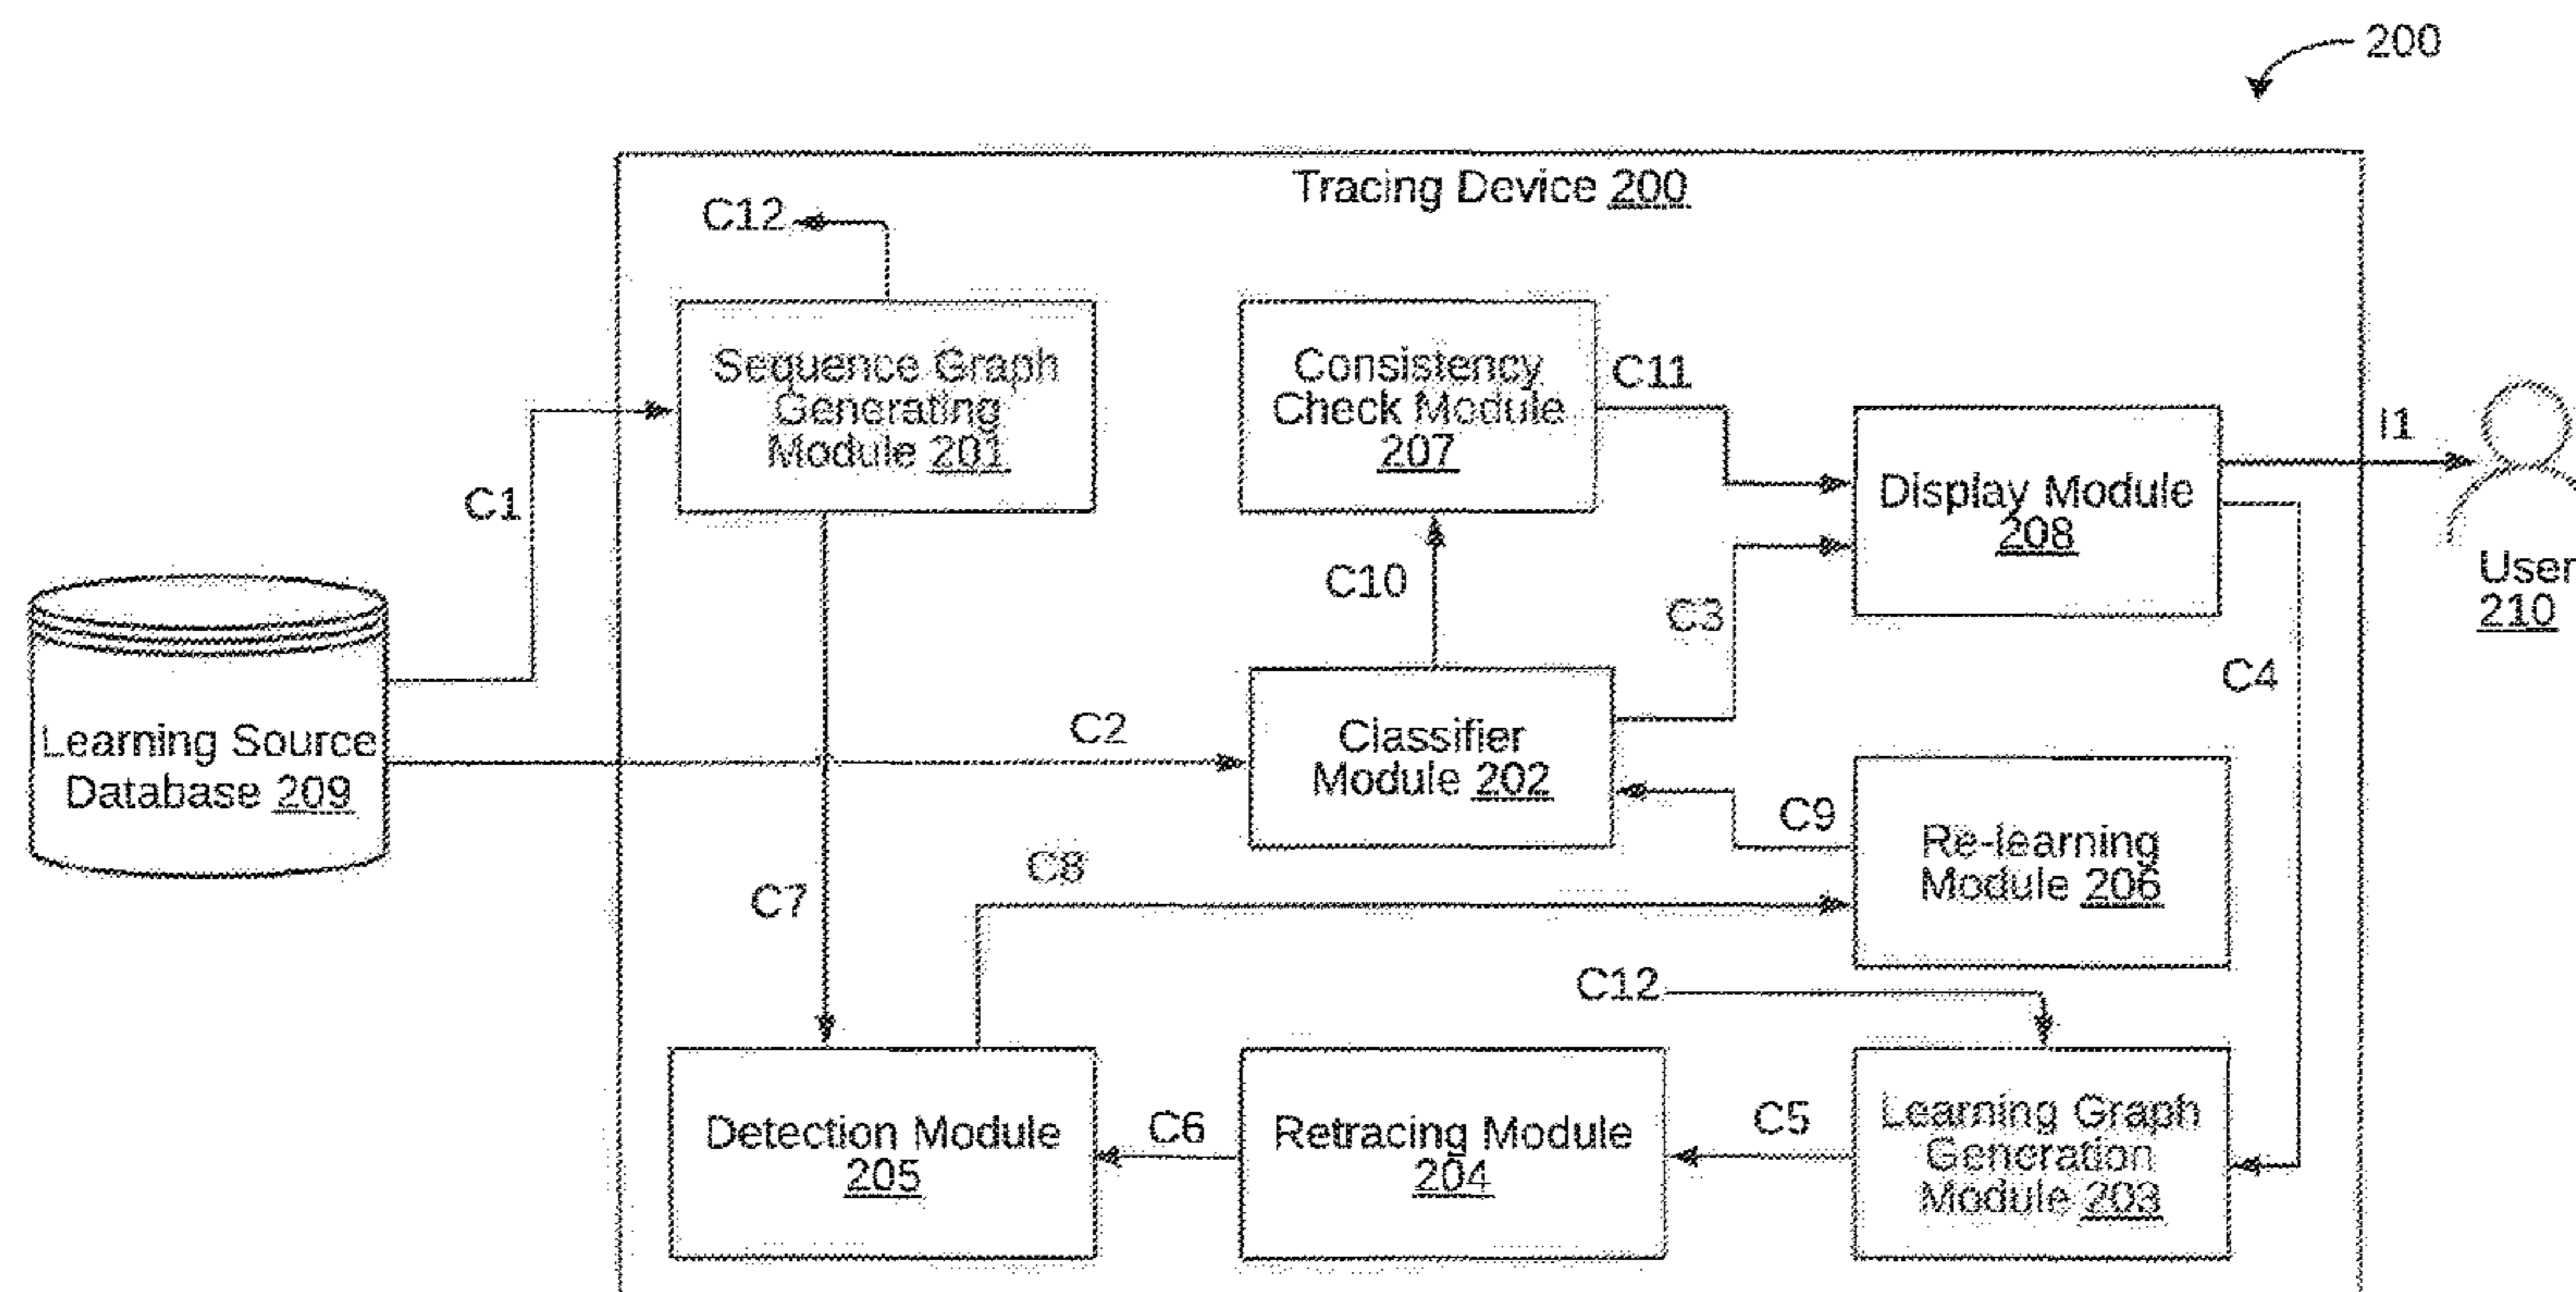 200
Tracing Device 200
C12
Sequence Graph
Generating
Module 201
Consistency
Check Module
207
C11
I1
Display Module
208
C1
C10
C3
User
210
C4
Learning Source
Database 209
C2
Classifier
Module 202
C9
Re-learning
Module 206
C8
C7
C12
Detection Module
205
C6
Retracing Module
204
C5
Learning Graph
Generation
Module 203